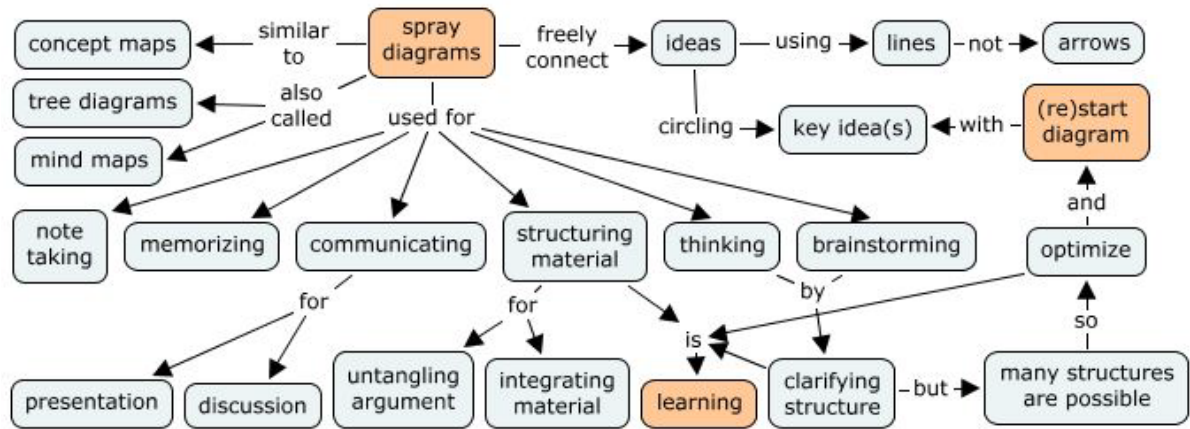 concept maps
similar
to
spray
diagrams
freely
connect
ideas
using
lines
not
arrows
tree diagrams
also
called
used for
circling
key idea(s)
with
(re)start
diagram
mind maps
and
note
taking
memorizing
communicating
structuring
material
thinking
brainstorming
optimize
for
for
by
is
so
presentation
discussion
untangling
argument
integrating
material
learning
clarifying
structure
but
many structures
are possible